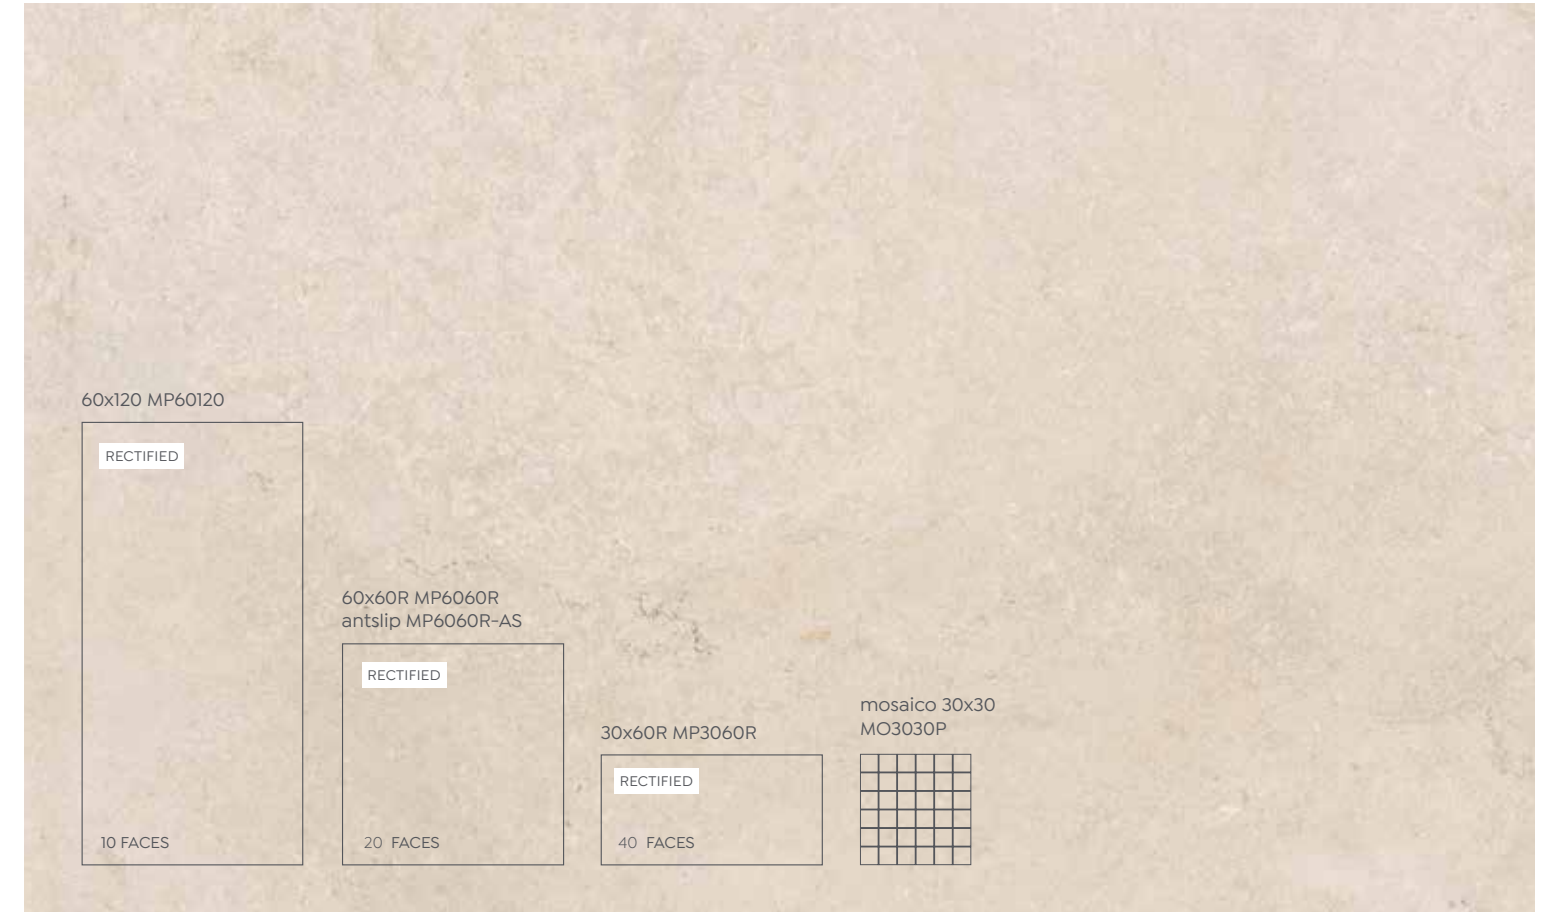 60x120 MP60120
RECTIFIED
10 FACES
60x60R MP6060R
antslip MP6060R-AS
RECTIFIED
20 FACES
30x60R MP3060R
RECTIFIED
40 FACES
mosaico 30x30
MO3030P